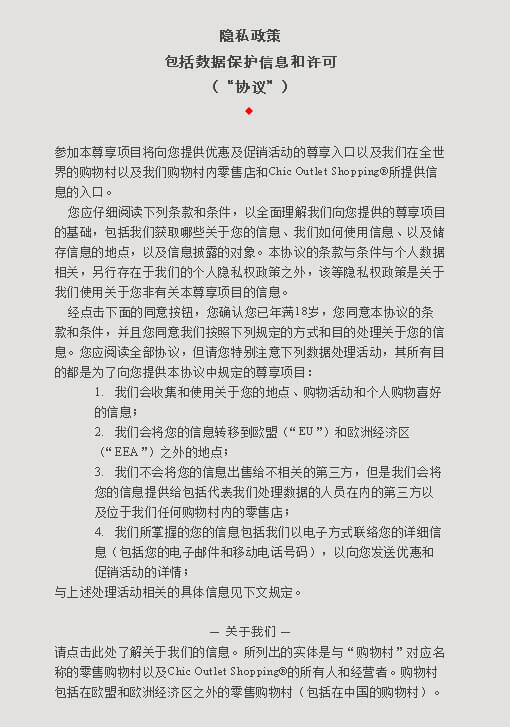 隐私政策
包括数据保护信息和许可
（“协议”）
参加本尊享项目将向您提供优惠及促销活动的尊享入口以及我们在全世
界的购物村以及我们购物村内零售店和Chic Outlet Shopping®所提供信
息的入口。
您应仔细阅读下列条款和条件，以全面理解我们向您提供的尊享项目
的基础，包括我们获取哪些关于您的信息、我们如何使用信息、以及储
存信息的地点，以及信息披露的对象。本协议的条款与条件与个人数据
相关，另行存在于我们的个人隐私权政策之外，该等隐私权政策是关于
我们使用关于您非有关本尊享项目的信息。
经点击下面的同意按钮，您确认您已年满18岁，您同意本协议的条
款和条件，并且您同意我们按照下列规定的方式和目的处理关于您的信
息。您应阅读全部协议，但请您特别注意下列数据处理活动，其所有目
的都是为了向您提供本协议中规定的尊享项目：
1. 我们会收集和使用关于您的地点、购物活动和个人购物喜好
的信息；
2. 我们会将您的信息转移到欧盟（“EU”）和欧洲经济区
（“EEA”）之外的地点；
3. 我们不会将您的信息出售给不相关的第三方，但是我们会将
您的信息提供给包括代表我们处理数据的人员在内的第三方以
及位于我们任何购物村内的零售店；
4. 我们所掌握的您的信息包括我们以电子方式联络您的详细信
息（包括您的电子邮件和移动电话号码），以向您发送优惠和
促销活动的详情；
与上述处理活动相关的具体信息见下文规定。
— 关于我们 —
请点击此处了解关于我们的信息。所列出的实体是与“购物村”对应名
称的零售购物村以及Chic Outlet Shopping®的所有人和经营者。购物村
包括在欧盟和欧洲经济区之外的零售购物村（包括在中国的购物村）。